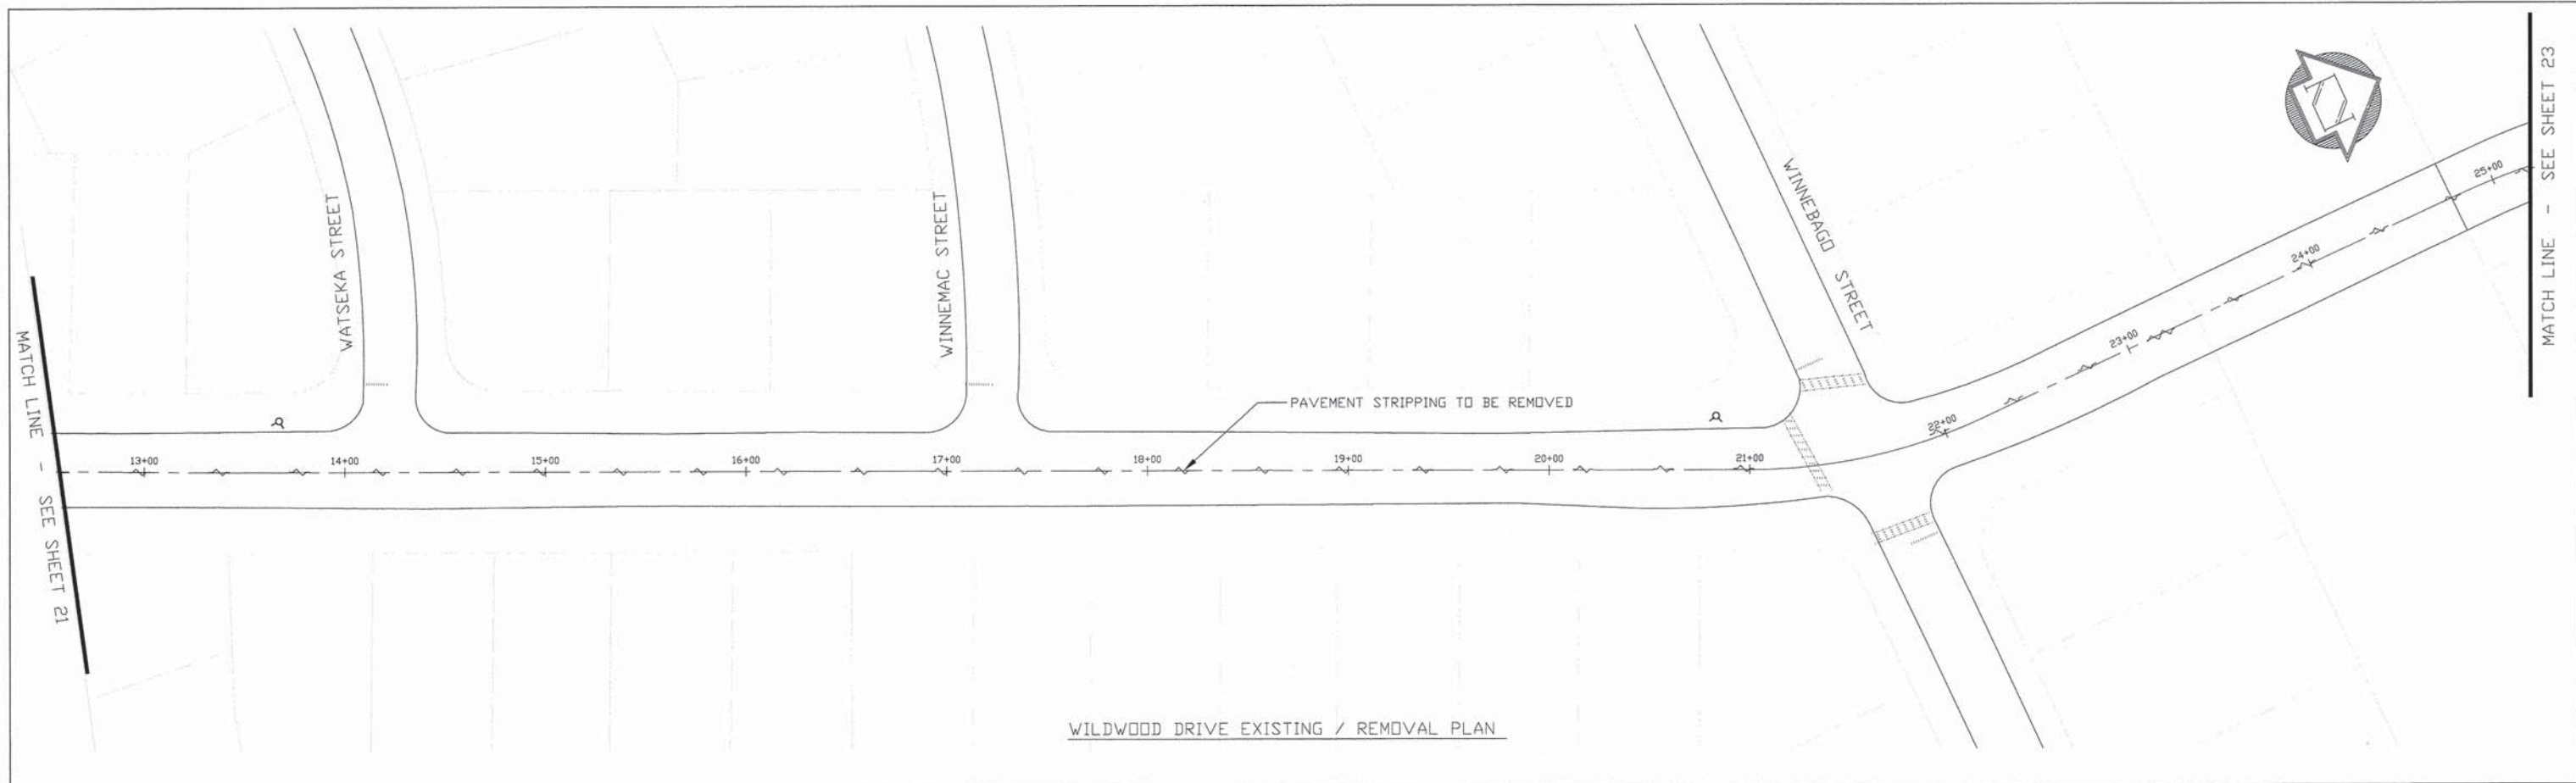 WATSEKA STREET
WINNEMAC STREET
WINNEBAGO STREET
MATCH LINE - SEE SHEET 23
MATCH LINE - SEE SHEET 21
PAVEMENT STRIPPING TO BE REMOVED
13+00
14+00
15+00
16+00
17+00
18+00
19+00
20+00
21+00
22+00
23+00
24+00
25+00
WILDWOOD DRIVE EXISTING / REMOVAL PLAN